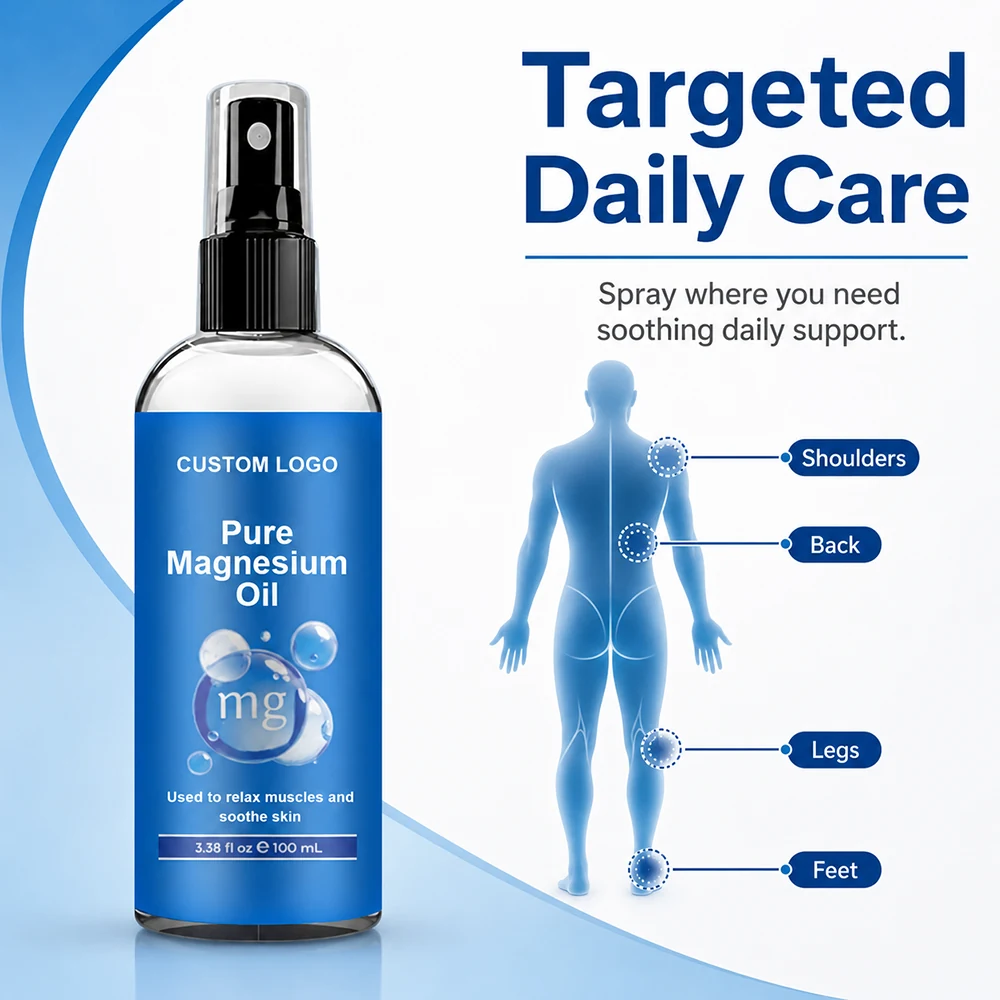 Targeted
Daily Care
Spray where you need
soothing daily support.
CUSTOM LOGO
Pure
Magnesium
Oil
mg
Used to relax muscles and
soothe skin
3.38 fl oz ℮ 100 mL
Shoulders
Back
Legs
Feet